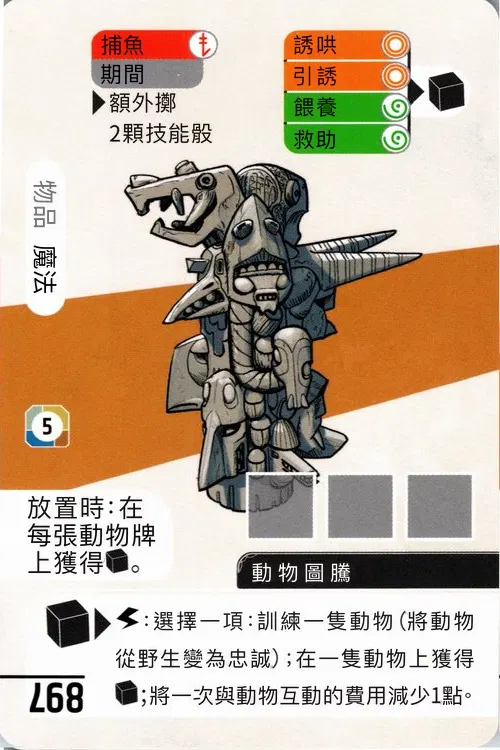 捕魚
期間
額外擲
2顆技能骰
誘哄
引誘
餵養
救助
物品 魔法
5
放置時：在
每張動物牌
上獲得。
動物圖騰
：選擇一項：訓練一隻動物（將動物
從野生變為忠誠）；在一隻動物上獲得
；將一次與動物互動的費用減少1點。
897